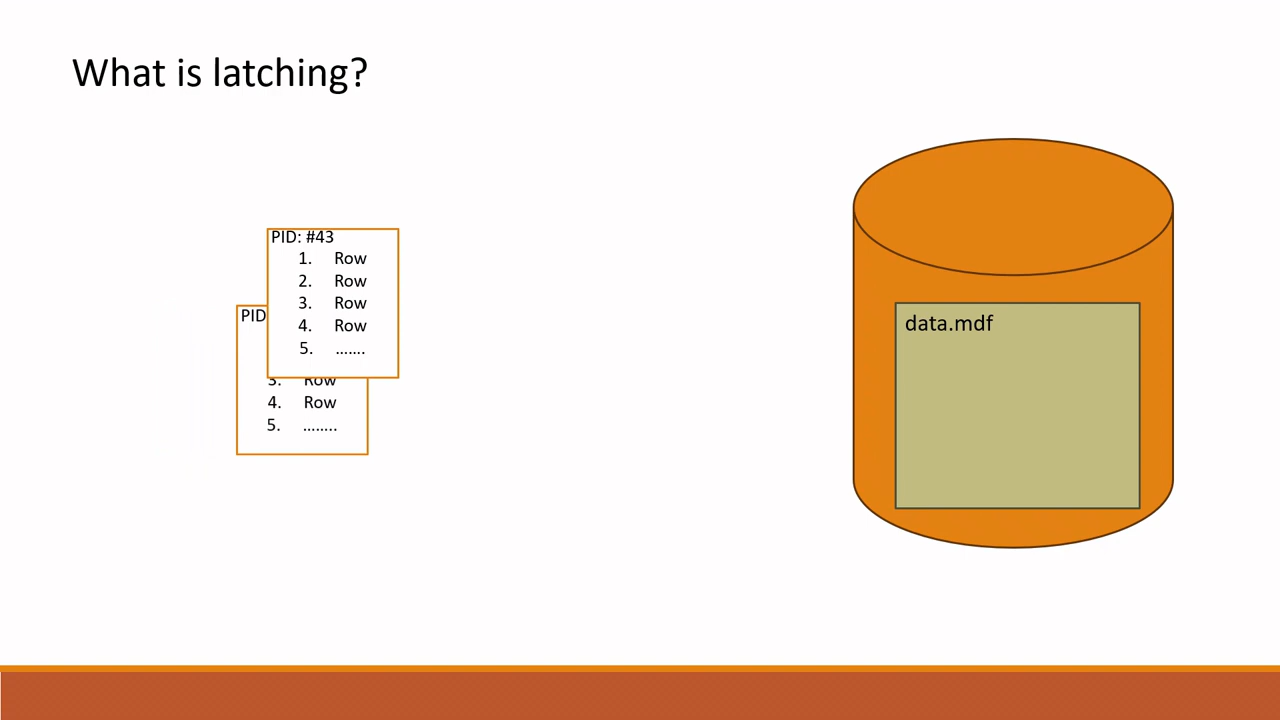 What is latching?
PID: #43
1. Row
2. Row
3. Row
4. Row
5. .......
PID
3. Row
4. Row
5. ........
data.mdf